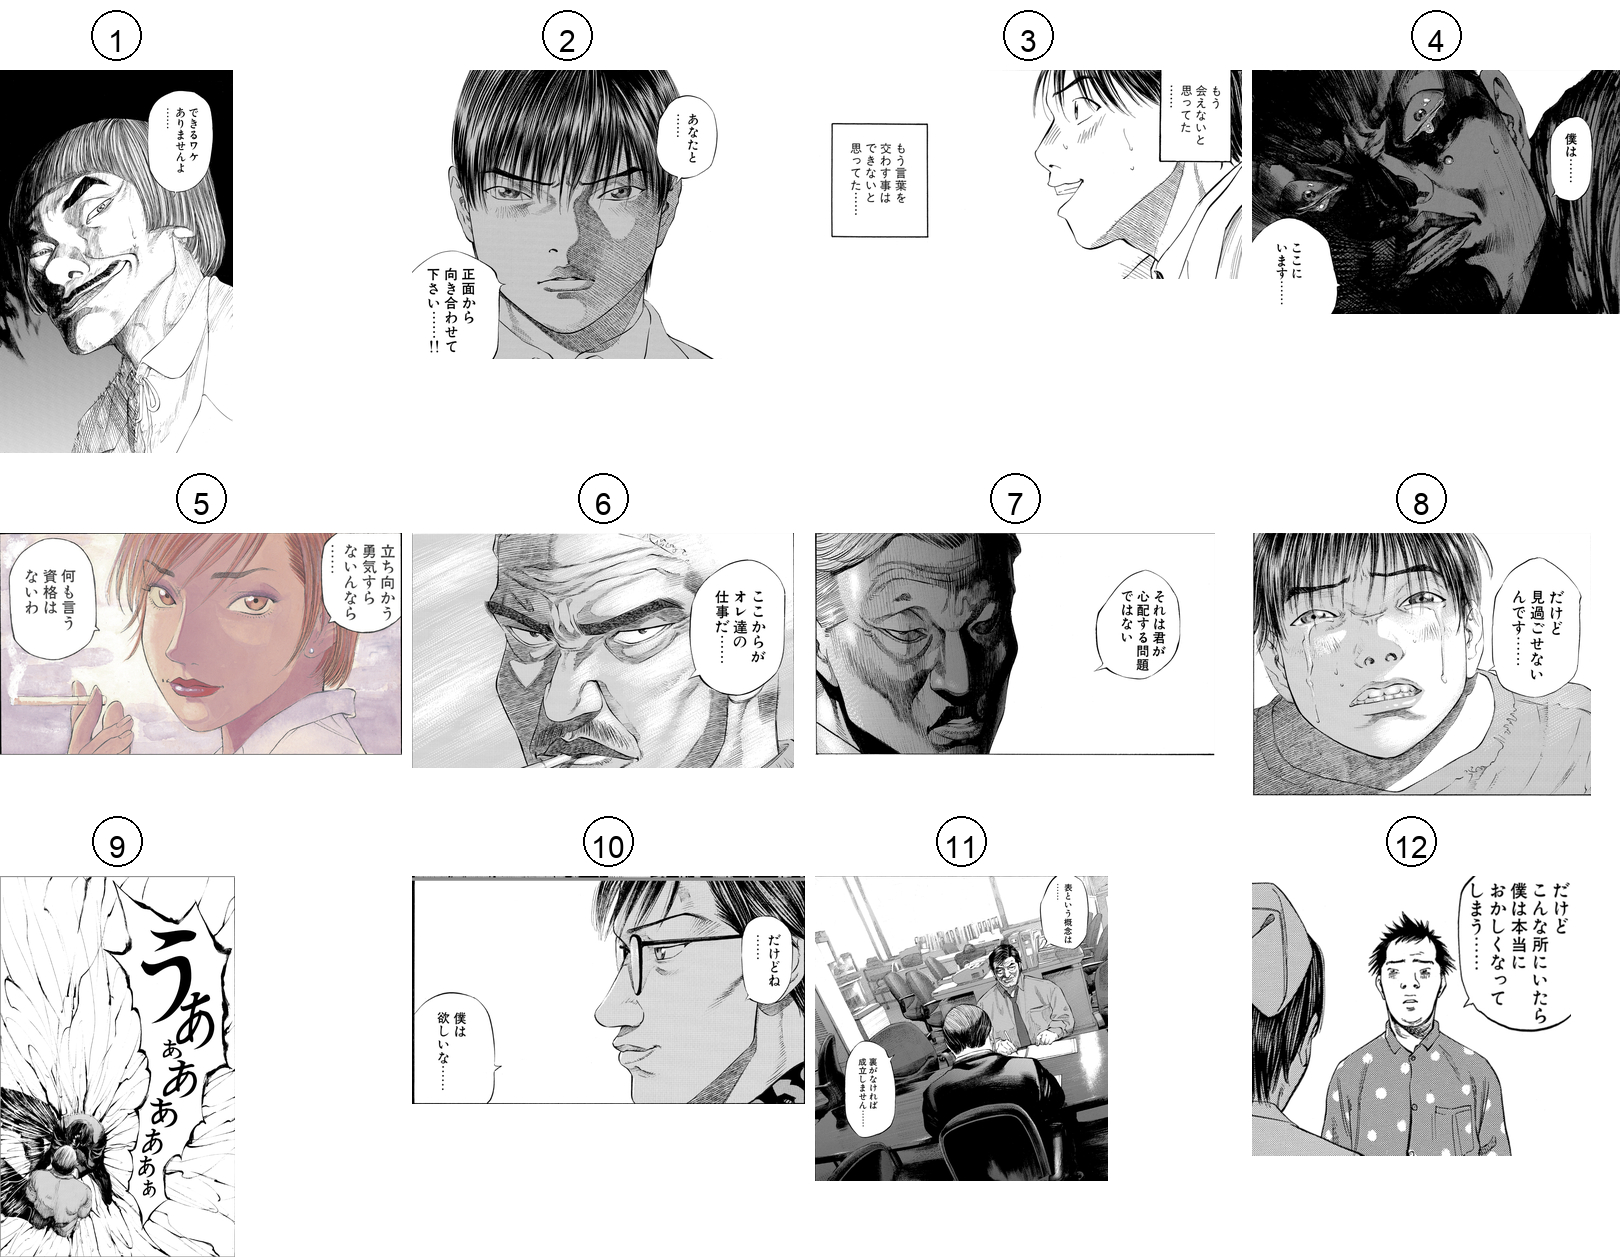 1
できるワケ
ありませんよ
……
2
あなたと
……
正面から
向き合わせて
下さい……!!
3
もう
会えないと
思ってた
……
もう言葉を
交わす事は
できないと
思ってた……
4
僕は……
ここに
います……
5
立ち向かう
勇気すら
ないんなら
……
何も言う
資格は
ないわ
6
ここからが
オレ達の
仕事だ……
7
それは君が
心配する問題
ではない
8
だけど
見過ごせない
んです……
9
うぁぁあぁぁぁぁ
10
だけどね
……
僕は
欲しいな……
11
表という概念は
……
裏がなければ
成立しません……
12
だけど
こんな所にいたら
僕は本当に
おかしくなって
しまう……